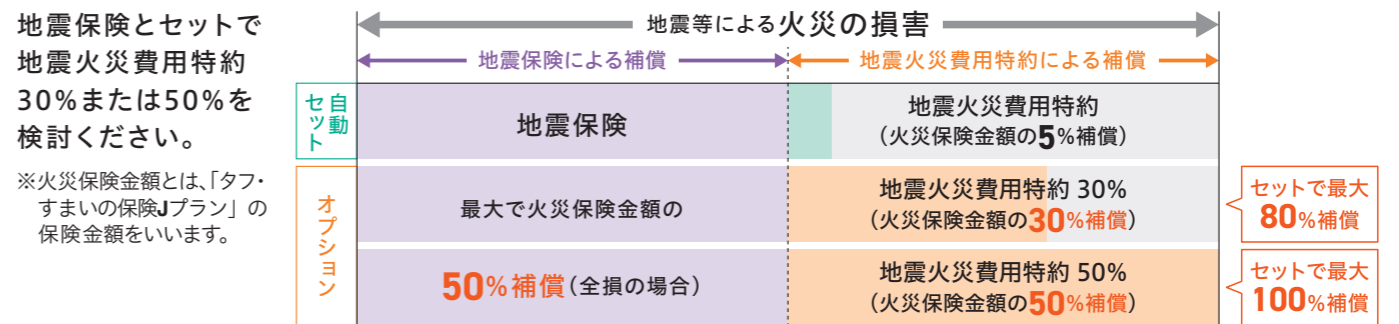 地震保険とセットで
地震火災費用特約
30%または50%を
検討ください。
※火災保険金額とは、「タフ・
すまいの保険Jプラン」の
保険金額をいいます。
地震等による火災の損害
地震保険による補償
地震火災費用特約による補償
自動
セット
地震保険
地震火災費用特約
(火災保険金額の5%補償)
オプション
最大で火災保険金額の
50%補償(全損の場合)
地震火災費用特約 30%
(火災保険金額の30%補償)
セットで最大
80%補償
地震火災費用特約 50%
(火災保険金額の50%補償)
セットで最大
100%補償